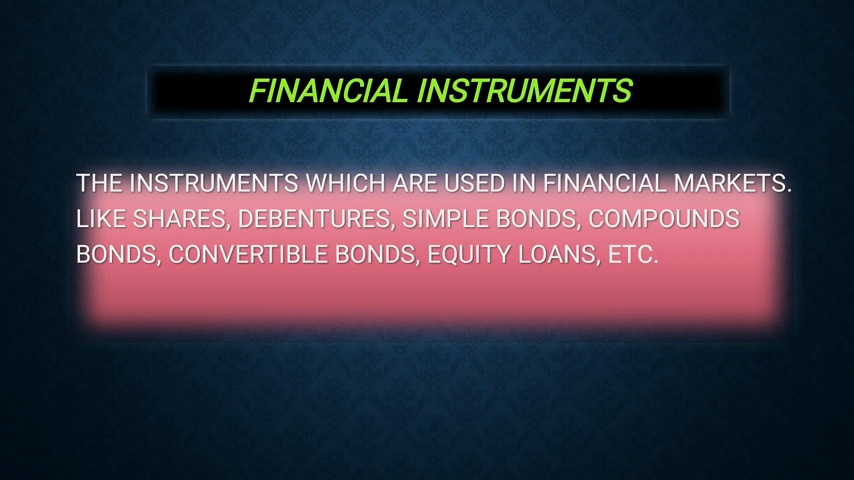 FINANCIAL INSTRUMENTS
THE INSTRUMENTS WHICH ARE USED IN FINANCIAL MARKETS.
LIKE SHARES, DEBENTURES, SIMPLE BONDS, COMPOUNDS
BONDS, CONVERTIBLE BONDS, EQUITY LOANS, ETC.